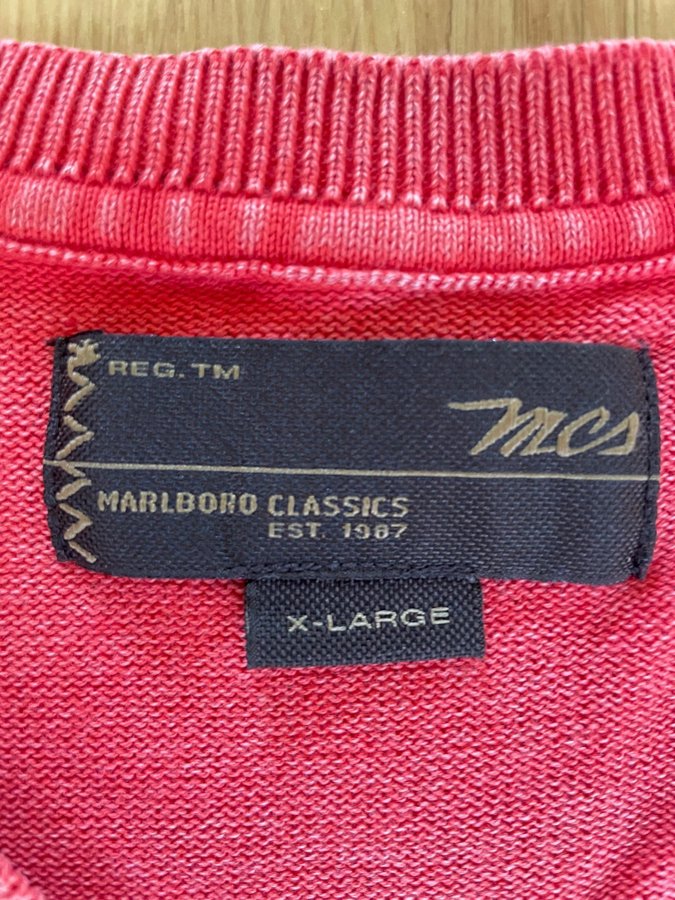 REG. TM
MCS
MARLBORO CLASSICS
EST. 1987
X-LARGE